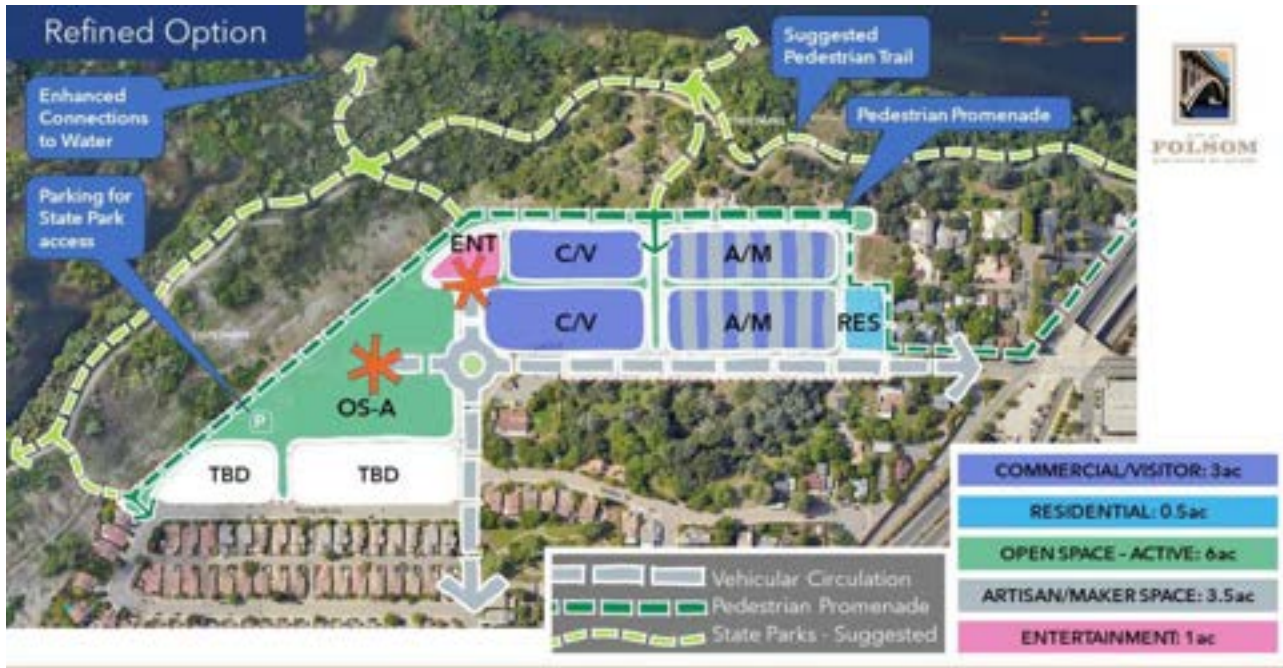 Refined Option
Enhanced
Connections
to Water
Parking for
State Park
access
Suggested
Pedestrian Trail
Pedestrian Promenade
FOLSOM
ENT
C/V
A/M
C/V
A/M
RES
OS-A
P
TBD
TBD
COMMERCIAL/VISITOR: 3ac
RESIDENTIAL: 0.5ac
OPEN SPACE - ACTIVE: 6ac
ARTISAN/MAKER SPACE: 3.5ac
ENTERTAINMENT: 1ac
Vehicular Circulation
Pedestrian Promenade
State Parks - Suggested